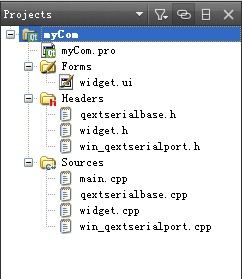 Projects
myCom
myCom.pro
Forms
widget.ui
Headers
qextserialbase.h
widget.h
win_qextserialport.h
Sources
main.cpp
qextserialbase.cpp
widget.cpp
win_qextserialport.cpp